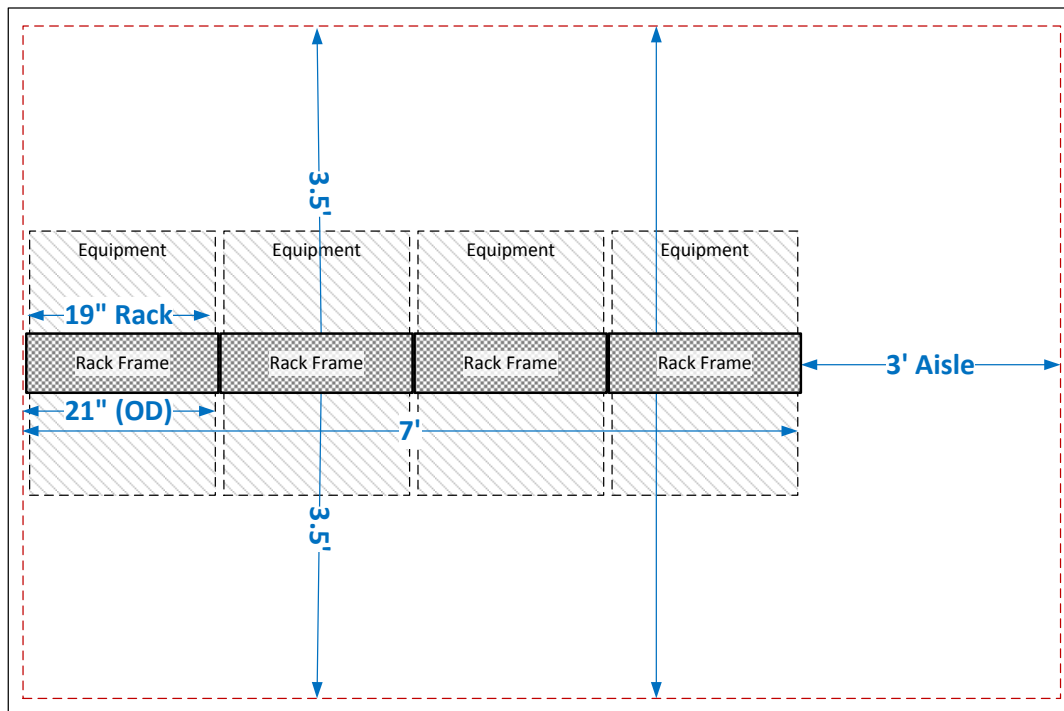 3.5'
Equipment Equipment Equipment Equipment
19" Rack
Rack Frame Rack Frame Rack Frame Rack Frame
3' Aisle
21" (OD)
7'
3.5'